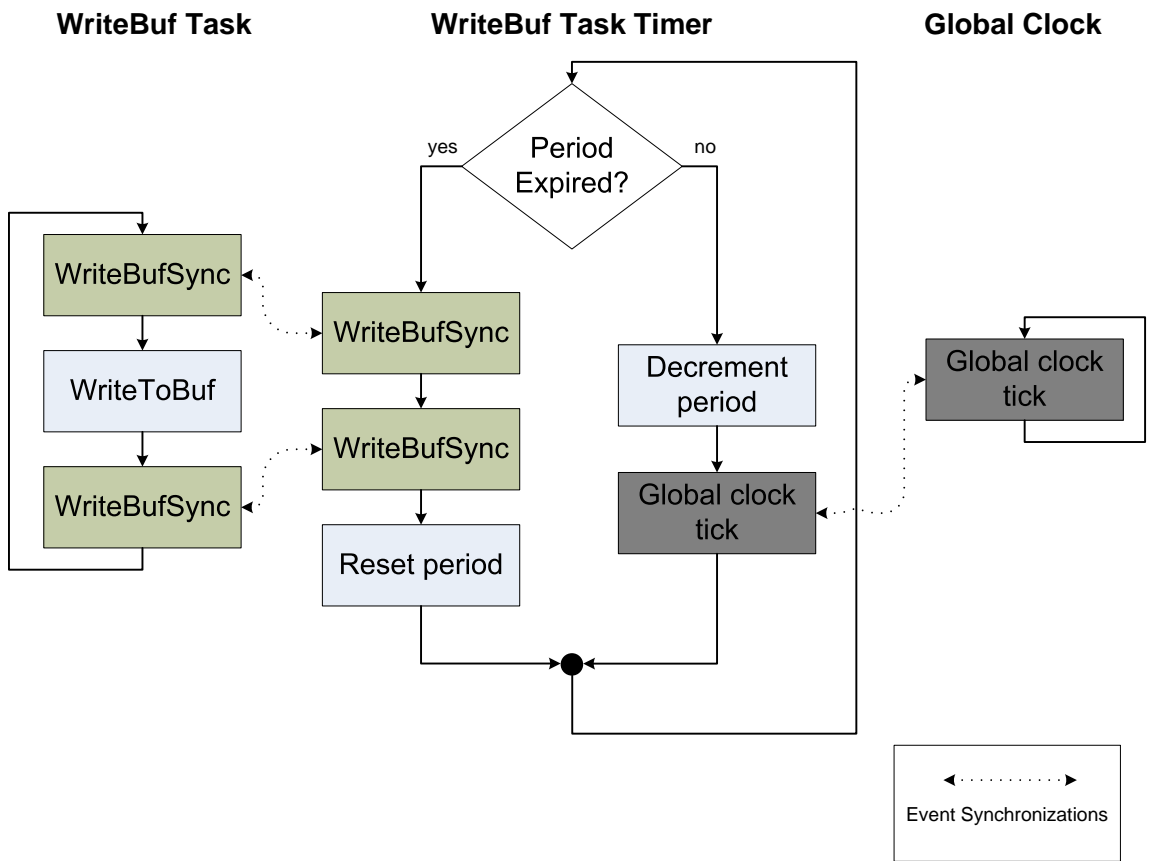 WriteBuf Task
WriteBuf Task Timer
Global Clock
Period
Expired?
yes
no
WriteBufSync
WriteToBuf
WriteBufSync
WriteBufSync
WriteBufSync
Reset period
Decrement
period
Global clock
tick
Global clock
tick
Event Synchronizations